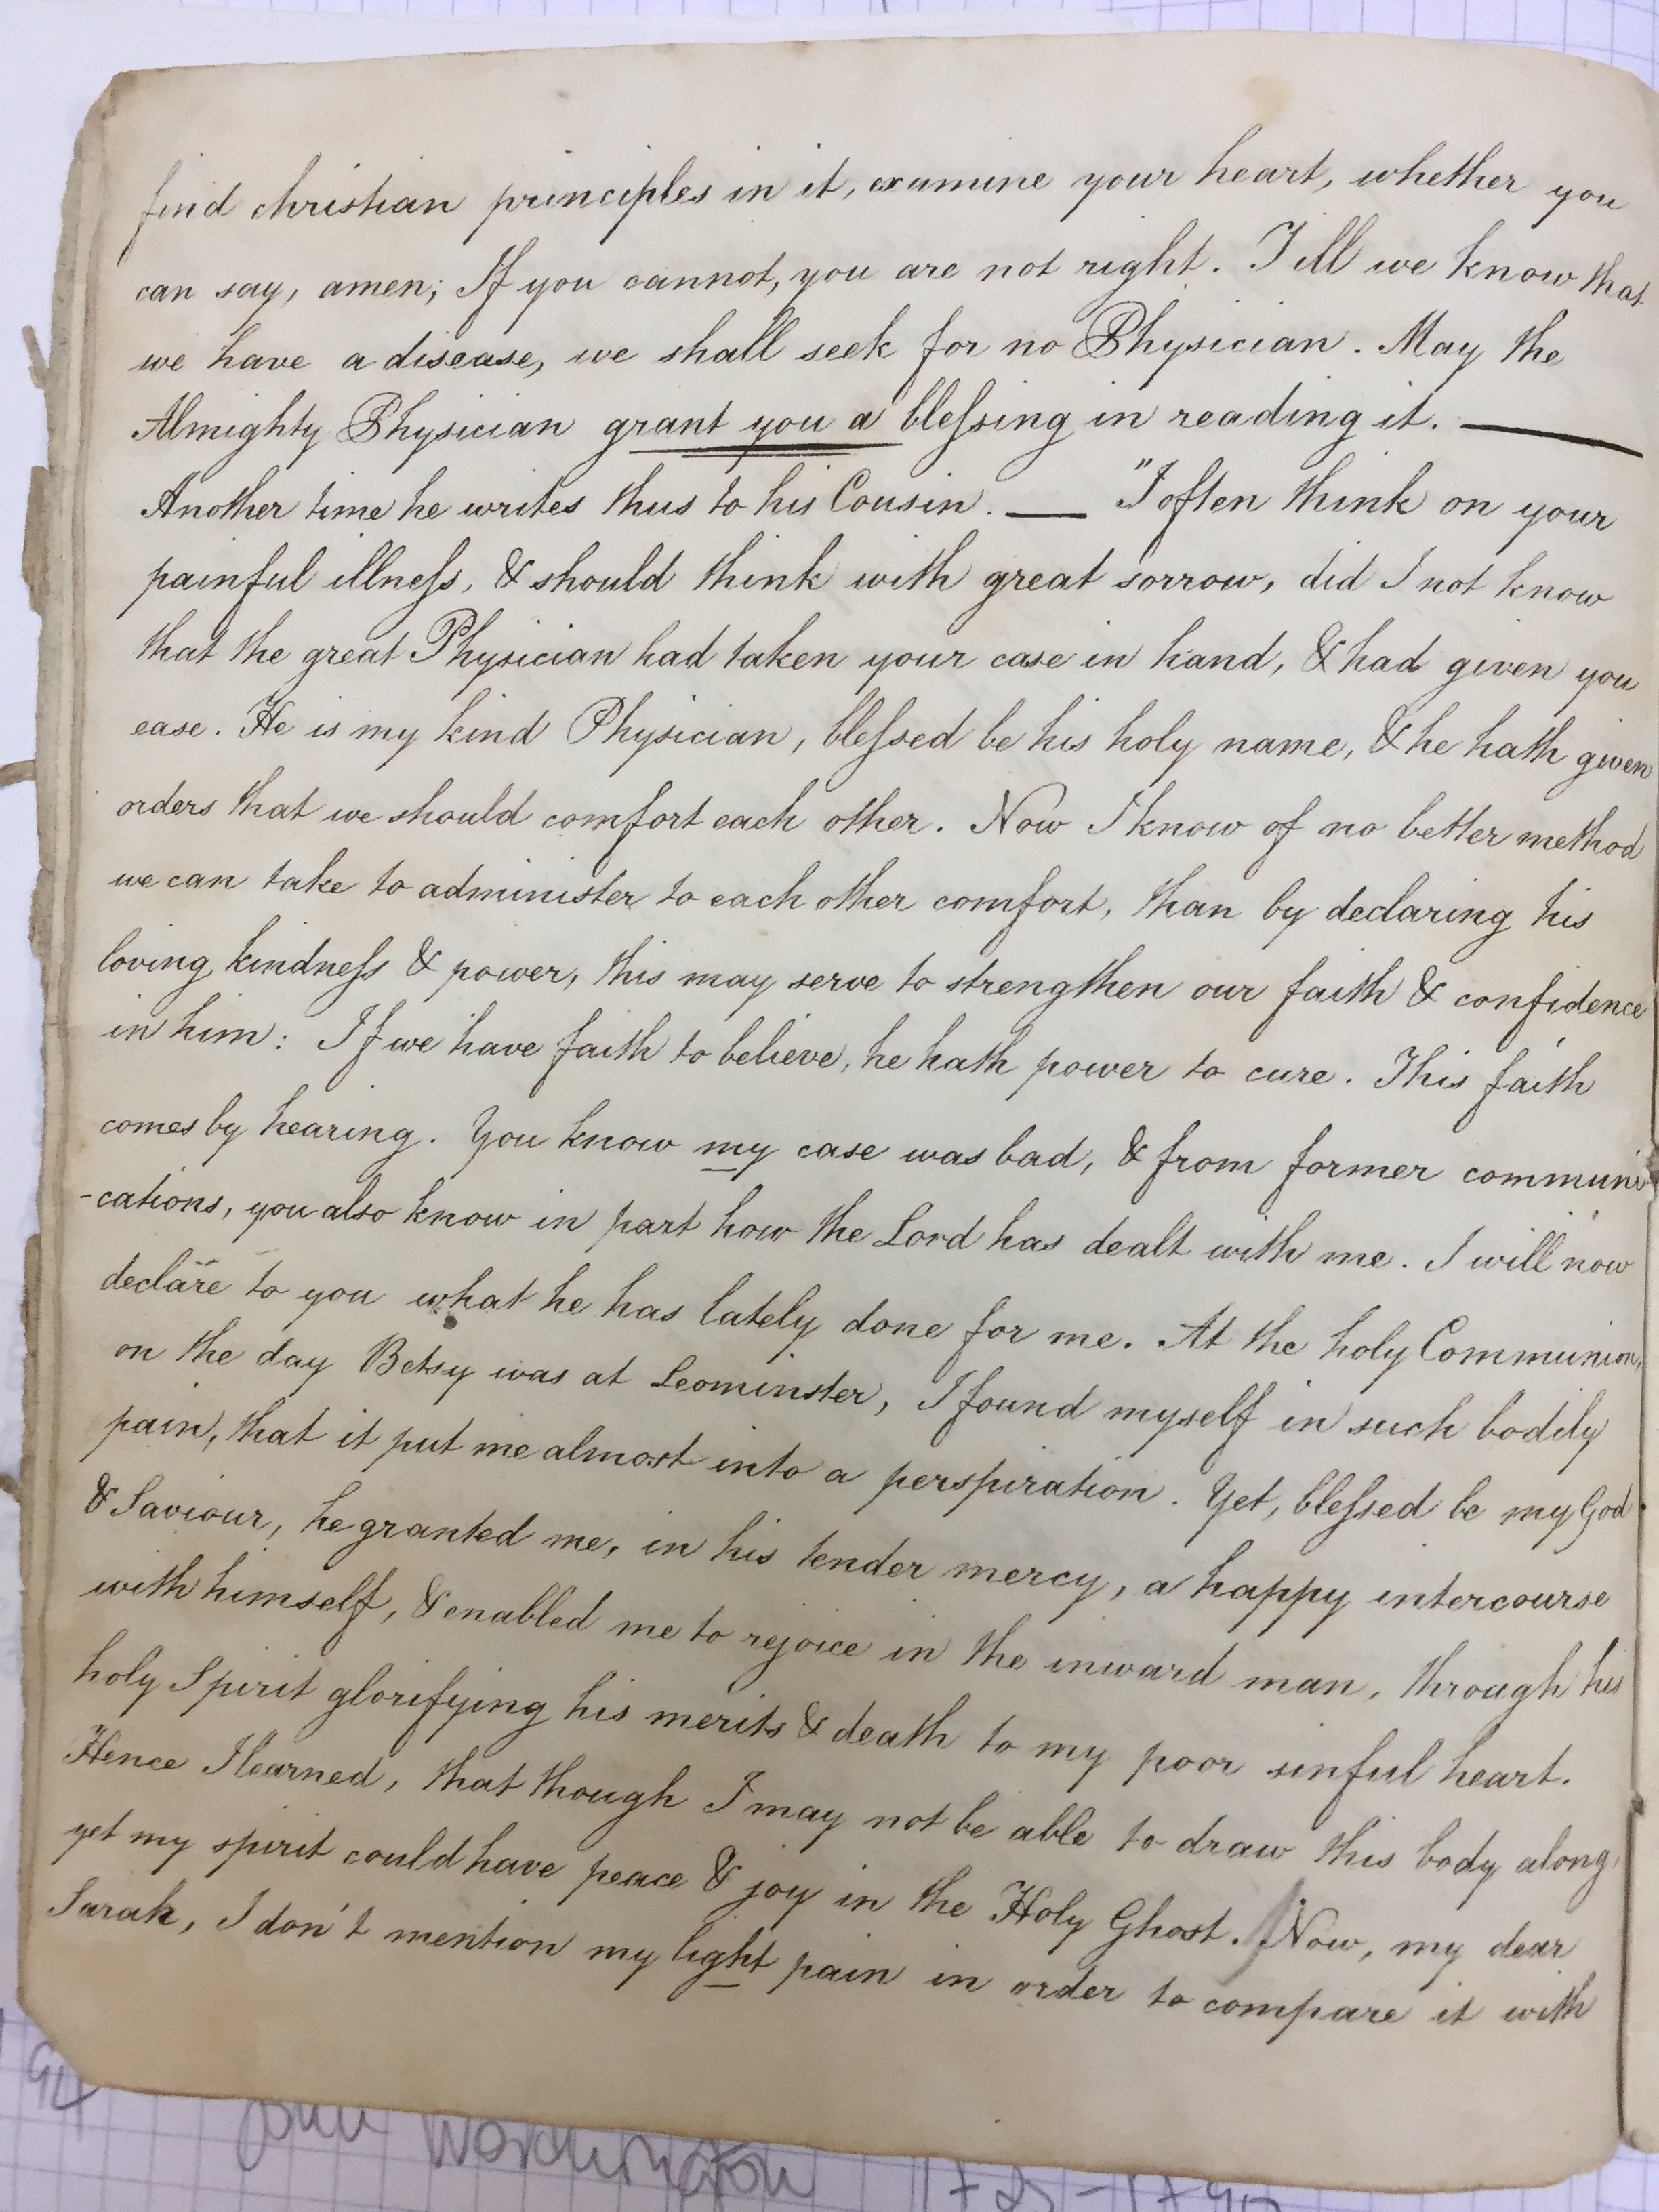 find christian principles in it, examine your heart, whether you
can say, amen; If you cannot, you are not right. Till we know that
we have a disease, we shall seek for no Physician. May the
Almighty Physician grant you a bleſsing in reading it. —
Another time he writes thus to his Cousin. — "I often think on your
painful illneſs, & should think with great sorrow, did I not know
that the great Physician had taken your case in hand, & had given you
ease. He is my kind Physician, bleſsed be his holy name, & he hath given
orders that we should comfort each other. Now I know of no better method
we can take to administer to each other comfort, than by declaring his
loving kindneſs & power, this may serve to strengthen our faith & confidence
in him: If we have faith to believe, he hath power to cure. This faith
comes by hearing. You know my case was bad, & from former communi-
-cations, you also know in part how the Lord has dealt with me. I will now
declare to you what he has lately done for me. At the holy Communion,
on the day Betsy was at Leominster, I found myself in such bodily
pain, that it put me almost into a perspiration. Yet, bleſsed be my God
& Saviour, he granted me, in his tender mercy, a happy intercourse
with himself, & enabled me to rejoice in the inward man, through his
holy Spirit glorifying his merits & death to my poor sinful heart.
Hence I learned, that though I may not be able to draw this body along,
yet my spirit could have peace & joy in the Holy Ghost. Now, my dear
Sarah, I don't mention my light pain in order to compare it with
94
John Worthington